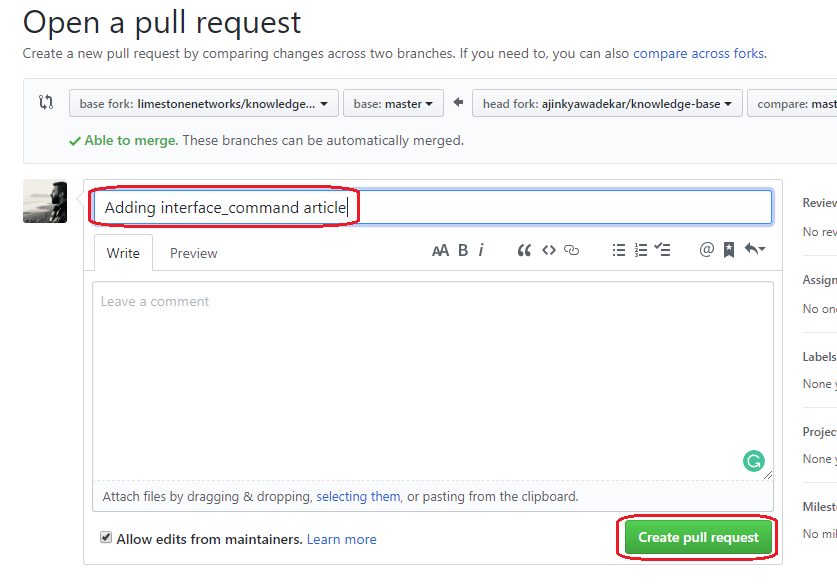 Open a pull request
Create a new pull request by comparing changes across two branches. If you need to, you can also compare across forks.
base fork: limestonenetworks/knowledge... base: master head fork: ajinkyawadekar/knowledge-base compare: mast
Able to merge. These branches can be automatically merged.
Adding interface_command article
Write Preview
AA B i
Leave a comment
Attach files by dragging & dropping, selecting them, or pasting from the clipboard.
Allow edits from maintainers. Learn more
Create pull request
Review
No rev
Assign
No one
Labels
None y
Projec
None y
Milest
No mil